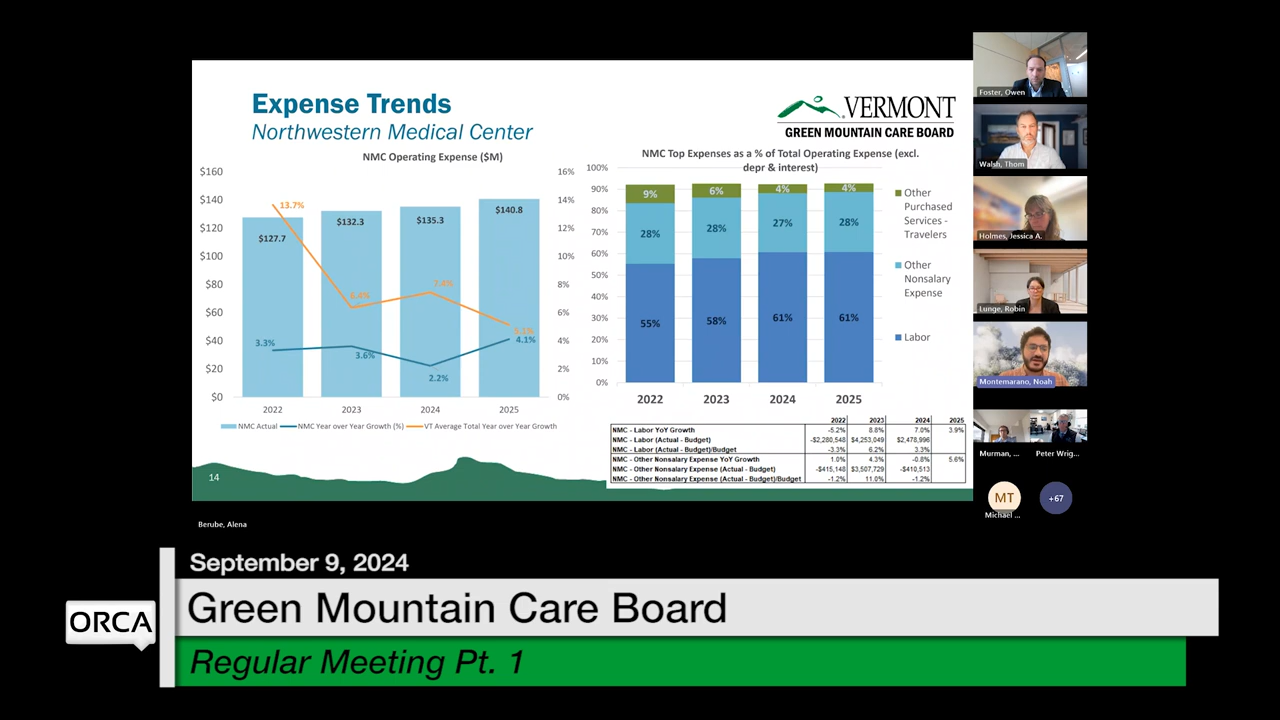 Expense Trends
Northwestern Medical Center
VERMONT
GREEN MOUNTAIN CARE BOARD
NMC Operating Expense ($M)
$160
$140
$120
$100
$80
$60
$40
$20
$0
16%
14%
12%
10%
8%
6%
4%
2%
0%
13.7%
6.4%
7.4%
5.1%
$127.7
$132.3
$135.3
$140.8
3.3%
3.6%
2.2%
4.1%
2022 2023 2024 2025
NMC Actual NMC Year over Year Growth (%) VT Average Total Year over Year Growth
NMC Top Expenses as a % of Total Operating Expense (excl.
depr & interest)
100%
90%
80%
70%
60%
50%
40%
30%
20%
10%
0%
9% 6% 4% 4%
28% 28% 27% 28%
55% 58% 61% 61%
2022 2023 2024 2025
Other
Purchased
Services -
Travelers
Other
Nonsalary
Expense
Labor
2022 2023 2024 2025
NMC - Labor YoY Growth -5.2% 8.8% 7.0% 3.9%
NMC - Labor (Actual - Budget) -$2,280,548 $4,253,049 $2,478,996
NMC - Labor (Actual - Budget)/Budget -3.3% 6.2% 3.3%
NMC - Other Nonsalary Expense YoY Growth 1.0% 4.3% -0.8% 5.6%
NMC - Other Nonsalary Expense (Actual - Budget) -$415,148 $3,507,729 -$410,513
NMC - Other Nonsalary Expense (Actual - Budget)/Budget -1.2% 11.0% -1.2%
14
Foster, Owen
Walsh, Thom
Holmes, Jessica A.
Lunge, Robin
Montemarano, Noah
Murman, ... Peter Wrig...
MT +67
Michael ...
Berube, Alena
September 9, 2024
ORCA
Green Mountain Care Board
Regular Meeting Pt. 1